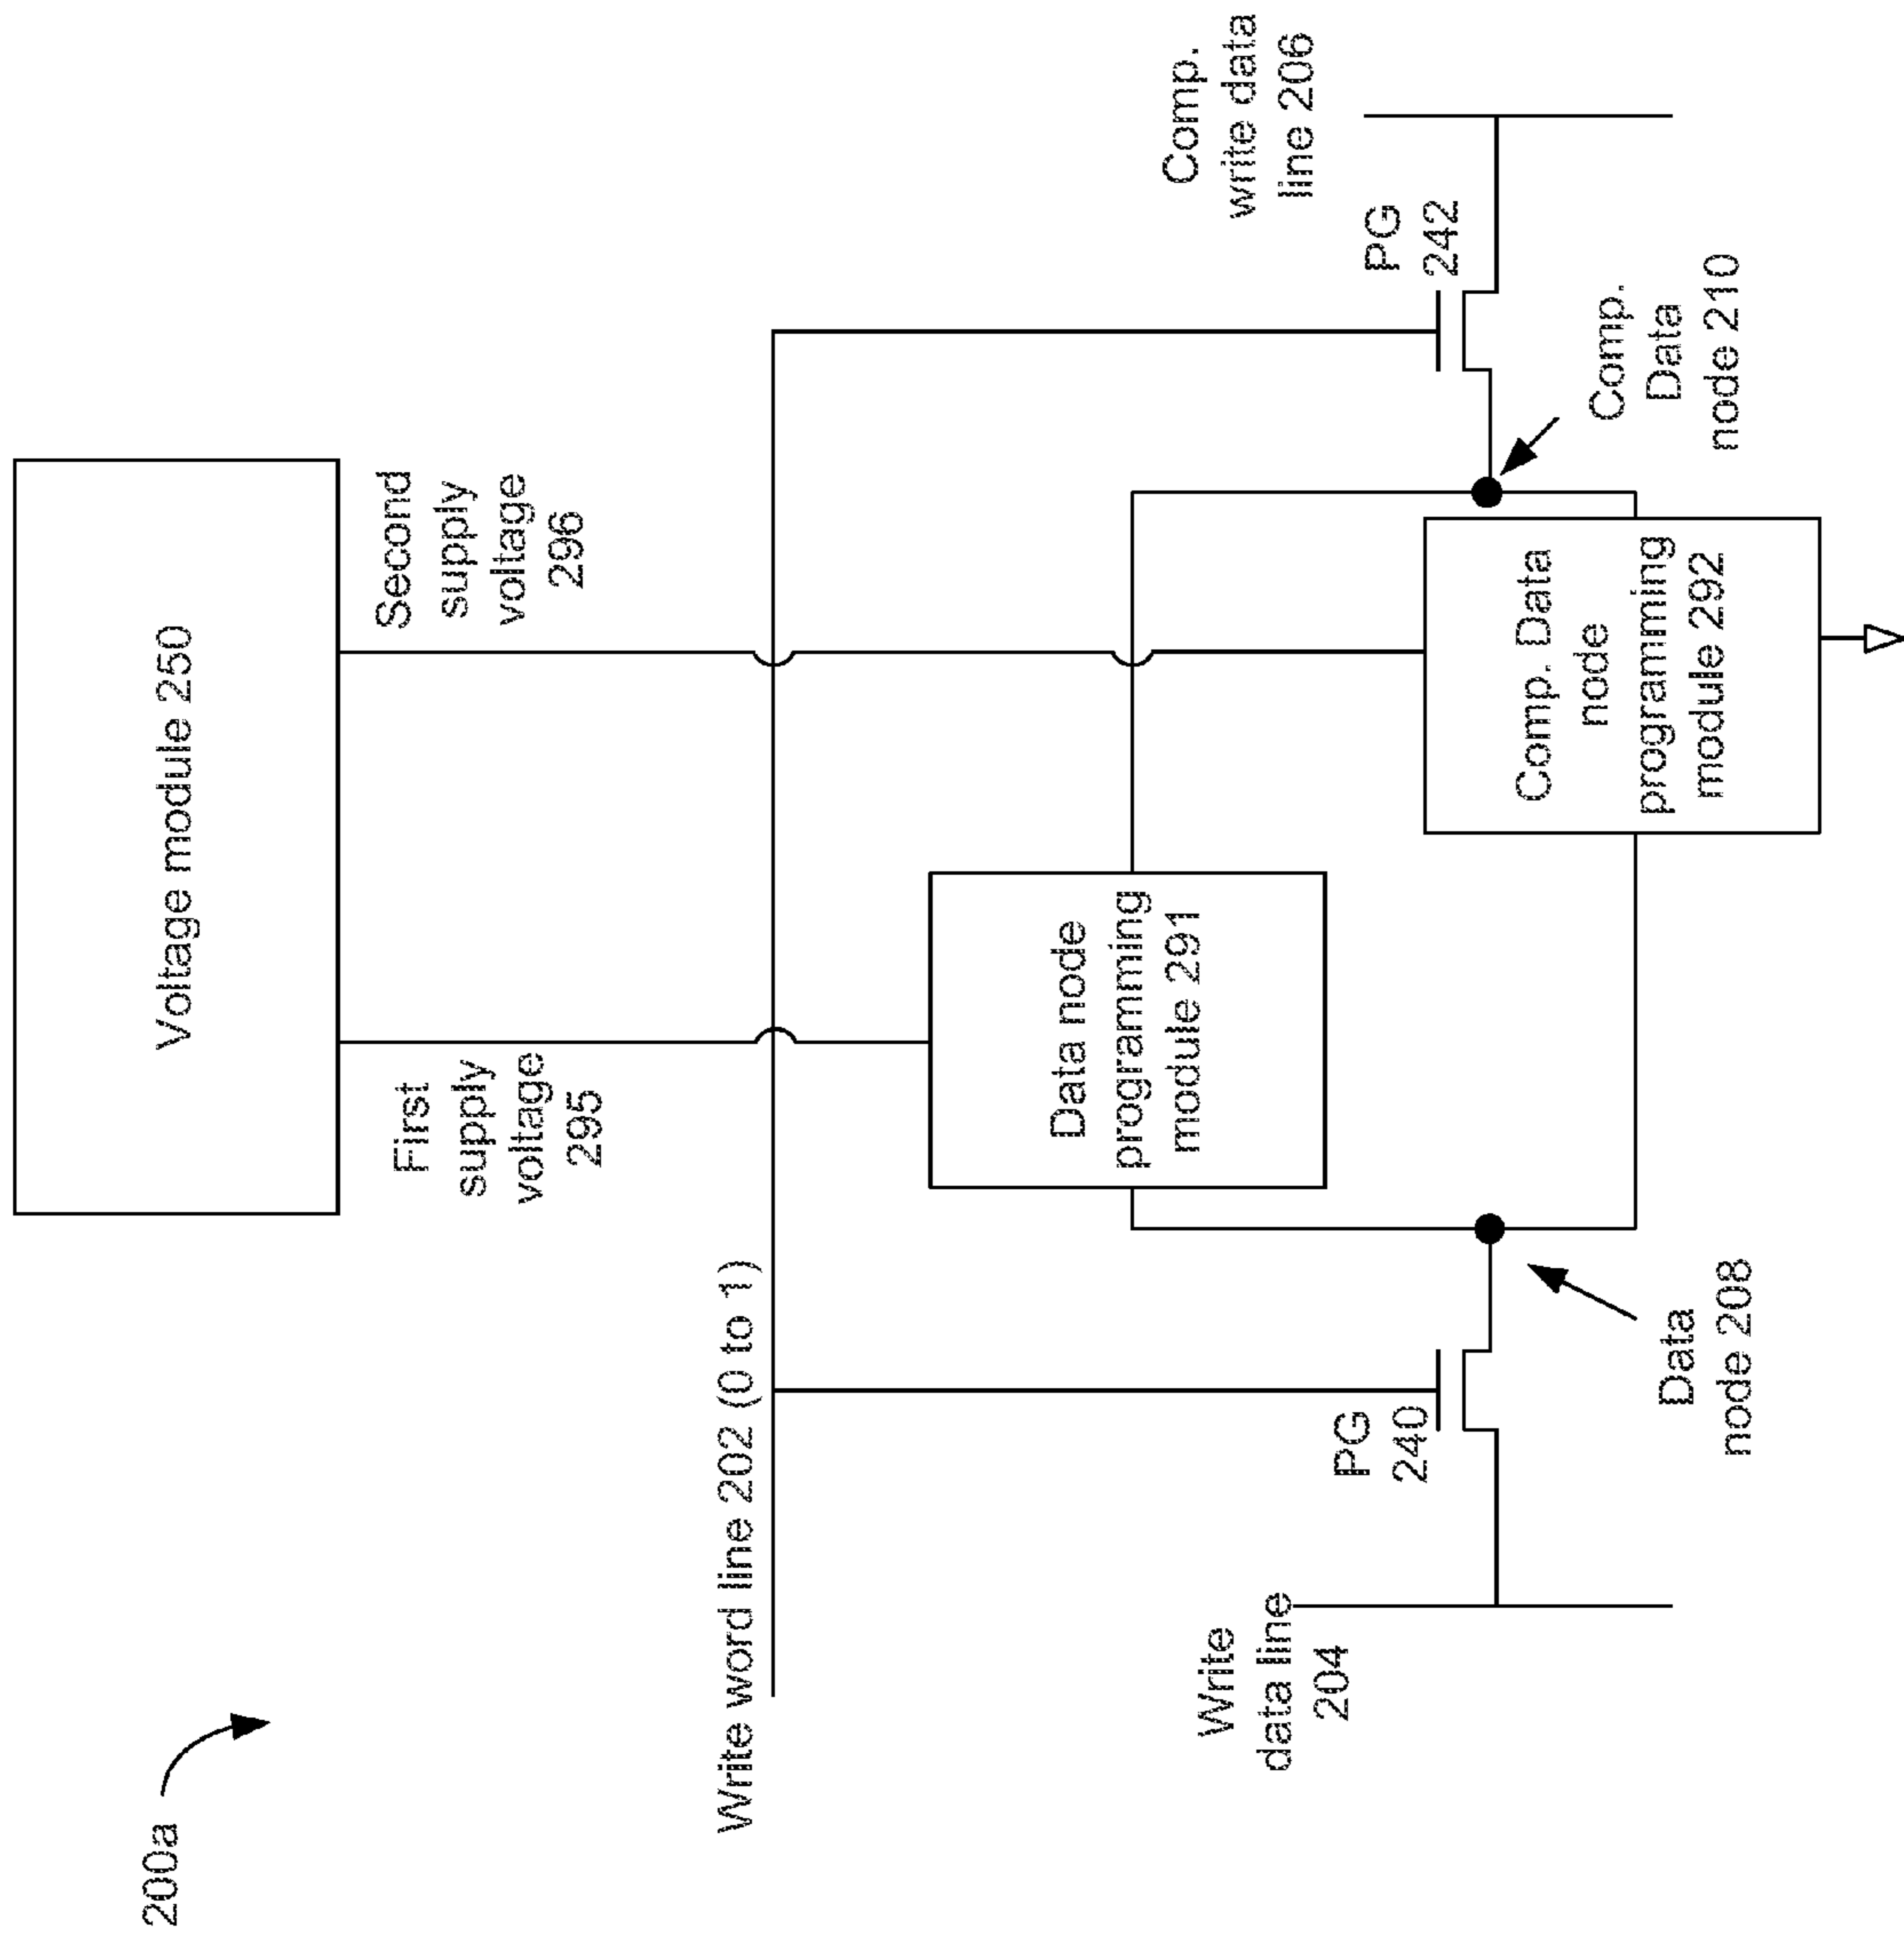 200a
Voltage module 250
First
supply
voltage
295
Second
supply
voltage
296
Write word line 202 (0 to 1)
Data node
programming
module 291
Write
data line
204
Comp.
write data
line 206
PG
240
PG
242
Comp. Data
node
programming
module 292
Data
node 208
Comp.
Data
node 210